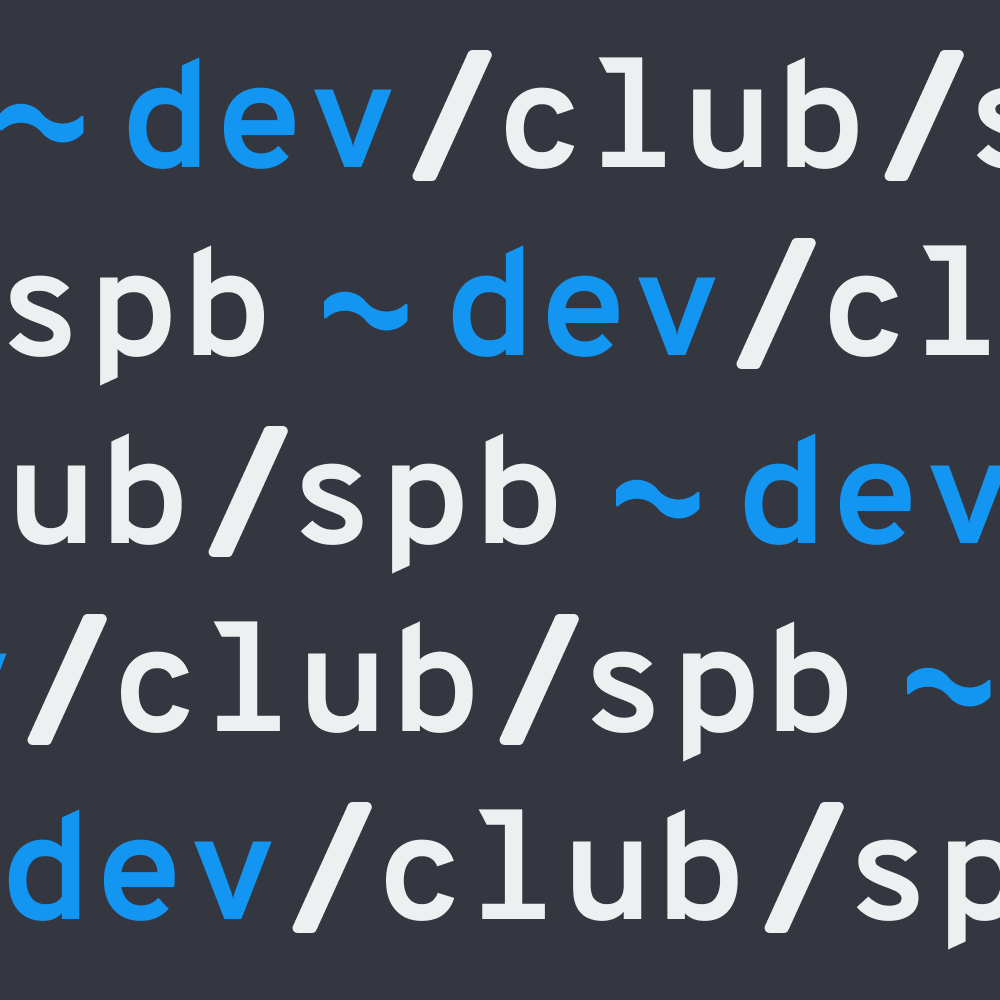 ~ dev/club/s
spb ~ dev/cl
ub/spb ~ dev
/club/spb ~
dev/club/sp